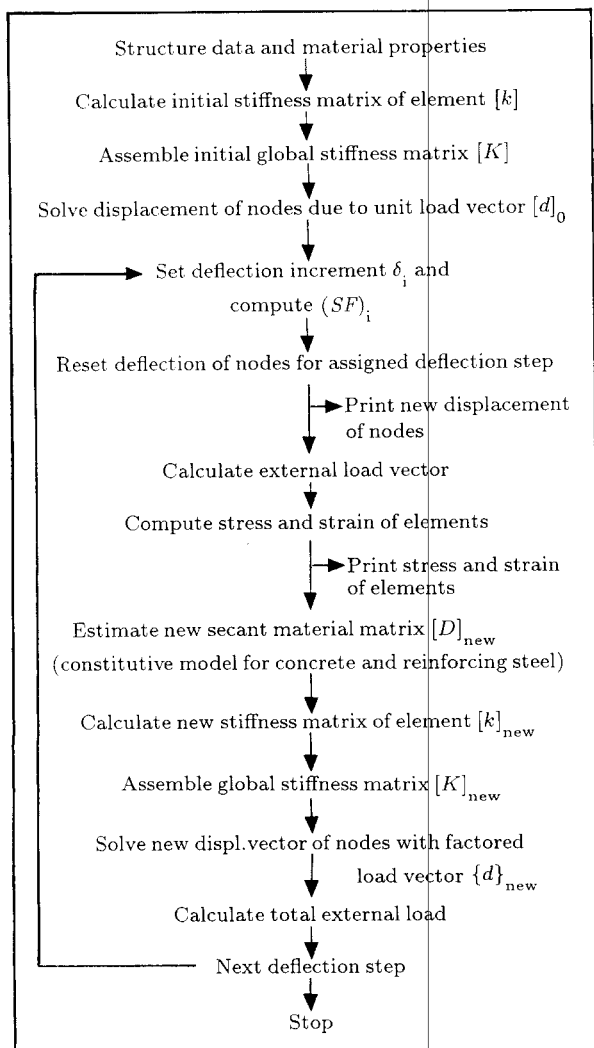 Structure data and material properties
Calculate initial stiffness matrix of element [k]
Assemble initial global stiffness matrix [K]
Solve displacement of nodes due to unit load vector [d]₀
Set deflection increment δᵢ and
compute (SF)ᵢ
Reset deflection of nodes for assigned deflection step
Print new displacement
of nodes
Calculate external load vector
Compute stress and strain of elements
Print stress and strain
of elements
Estimate new secant material matrix [D]new
(constitutive model for concrete and reinforcing steel)
Calculate new stiffness matrix of element [k]new
Assemble global stiffness matrix [K]new
Solve new displ.vector of nodes with factored
load vector {d}new
Calculate total external load
Next deflection step
Stop